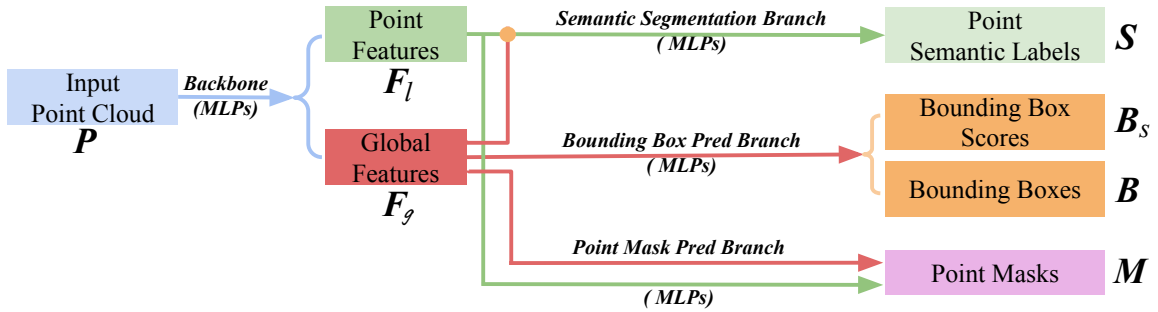 Input
Point Cloud
P
Backbone
(MLPs)
Point
Features
F_l
Global
Features
F_g
Semantic Segmentation Branch
( MLPs)
Point
Semantic Labels
S
Bounding Box Pred Branch
( MLPs)
Bounding Box
Scores
B_s
Bounding Boxes
B
Point Mask Pred Branch
( MLPs)
Point Masks
M